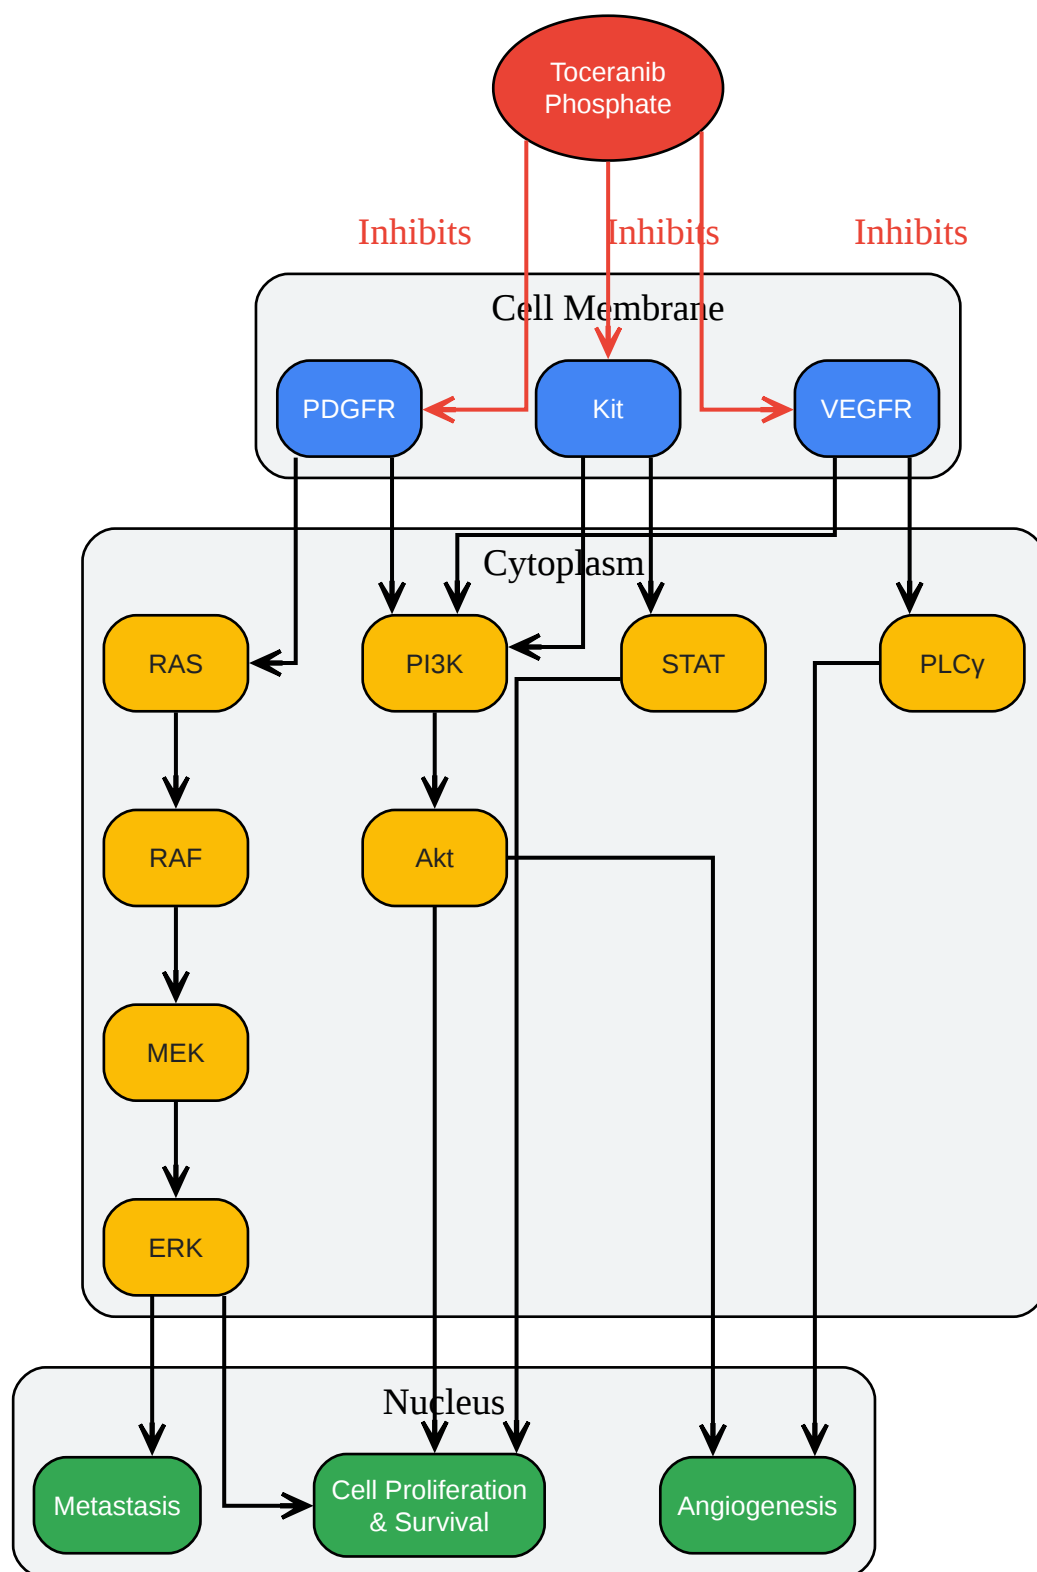 Toceranib
Phosphate
Inhibits
Inhibits
Inhibits
Cell Membrane
PDGFR
Kit
VEGFR
Cytoplasm
RAS
PI3K
STAT
PLCγ
RAF
Akt
MEK
ERK
Nucleus
Metastasis
Cell Proliferation
& Survival
Angiogenesis